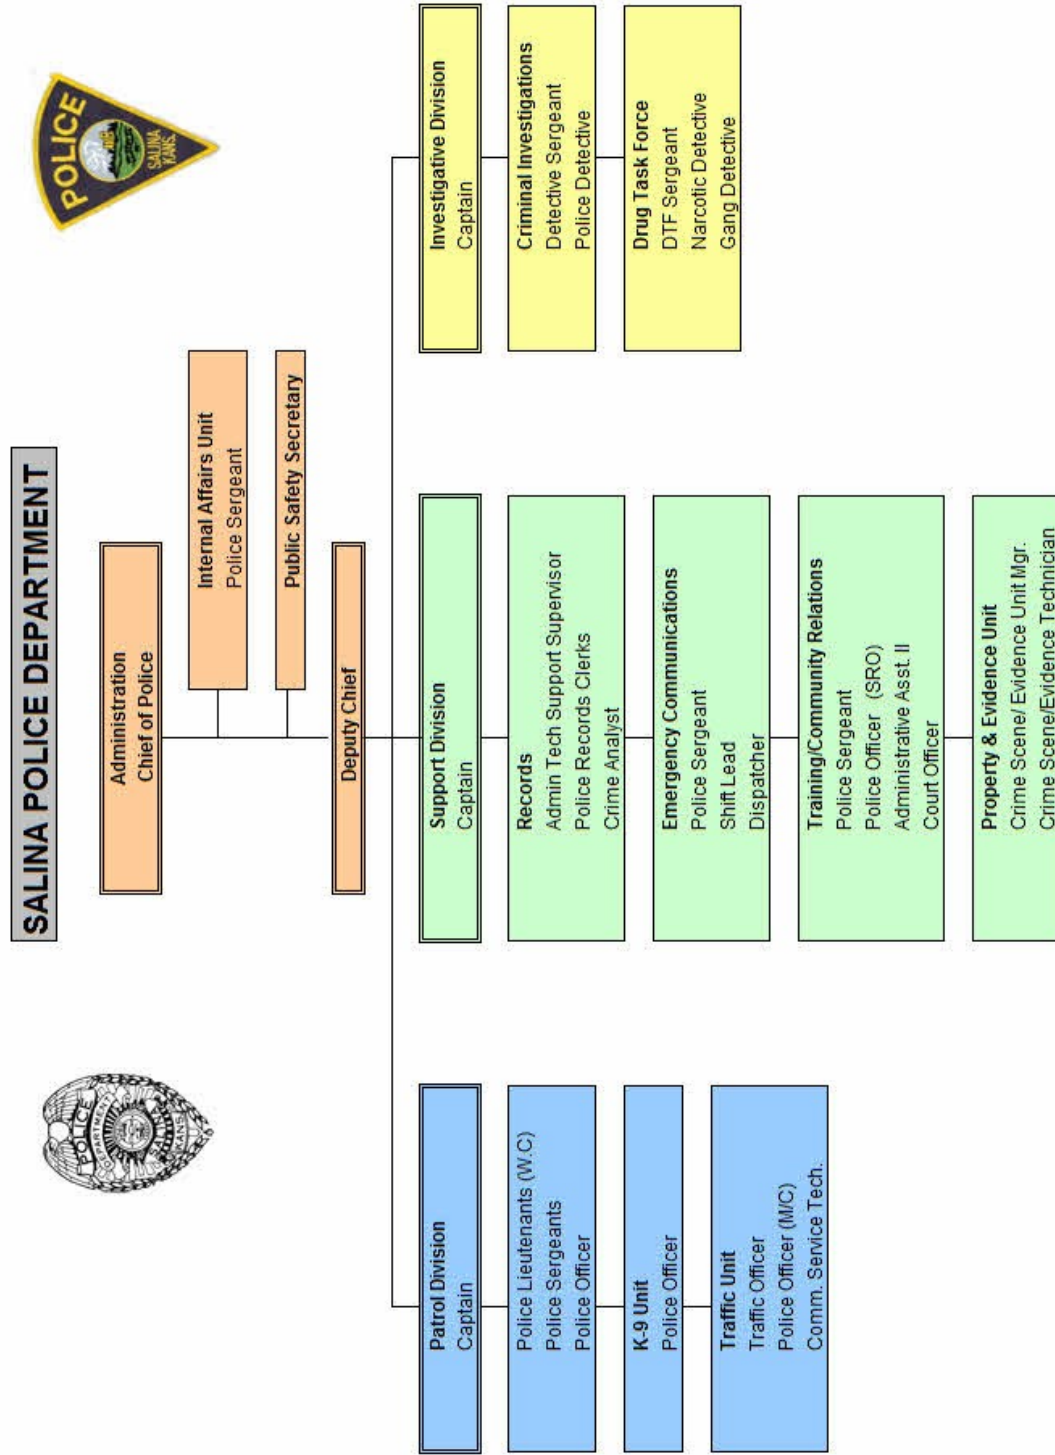 SALINA POLICE DEPARTMENT
POLICE
DEPARTMENT
SALINA
KANS.
POLICE
SALINA
KANS.
Administration
Chief of Police
Internal Affairs Unit
Police Sergeant
Public Safety Secretary
Deputy Chief
Patrol Division
Captain
Police Lieutenants (W.C)
Police Sergeants
Police Officer
K-9 Unit
Police Officer
Traffic Unit
Traffic Officer
Police Officer (M/C)
Comm. Service Tech.
Support Division
Captain
Records
Admin Tech Support Supervisor
Police Records Clerks
Crime Analyst
Emergency Communications
Police Sergeant
Shift Lead
Dispatcher
Training/Community Relations
Police Sergeant
Police Officer (SRO)
Administrative Asst. II
Court Officer
Property & Evidence Unit
Crime Scene/ Evidence Unit Mgr.
Crime Scene/Evidence Technician
Investigative Division
Captain
Criminal Investigations
Detective Sergeant
Police Detective
Drug Task Force
DTF Sergeant
Narcotic Detective
Gang Detective